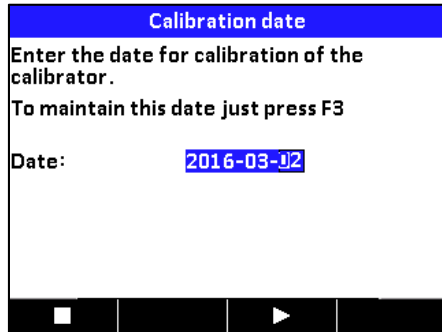 Calibration date
Enter the date for calibration of the
calibrator.
To maintain this date just press F3
Date: 2016-03-02